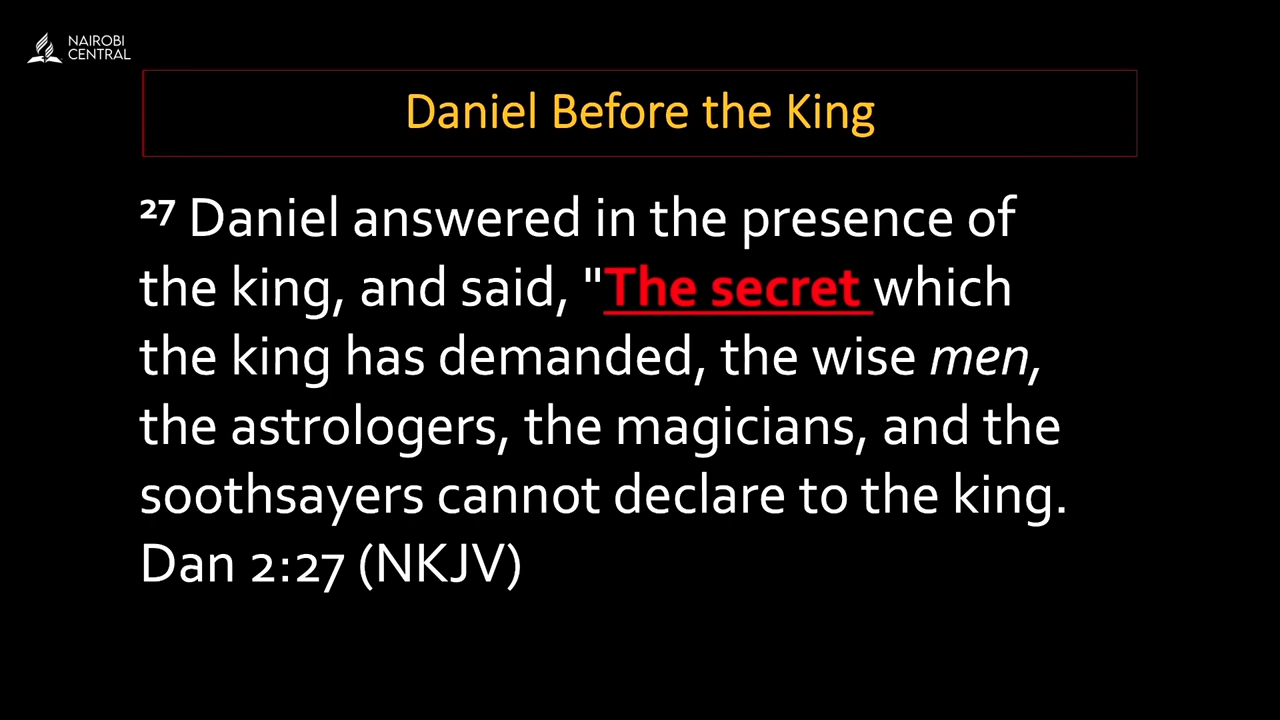 NAIROBI
CENTRAL
Daniel Before the King
27 Daniel answered in the presence of
the king, and said, "The secret which
the king has demanded, the wise men,
the astrologers, the magicians, and the
soothsayers cannot declare to the king.
Dan 2:27 (NKJV)